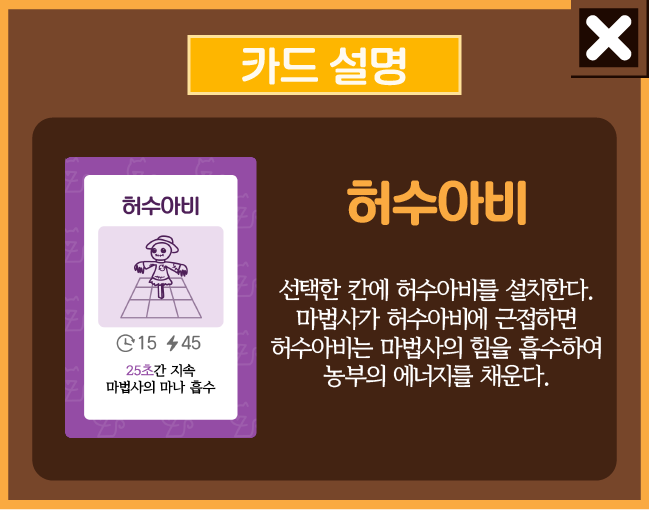 카드 설명
허수아비
15 45
25초간 지속
마법사의 마나 흡수
허수아비
선택한 칸에 허수아비를 설치한다.
마법사가 허수아비에 근접하면
허수아비는 마법사의 힘을 흡수하여
농부의 에너지를 채운다.